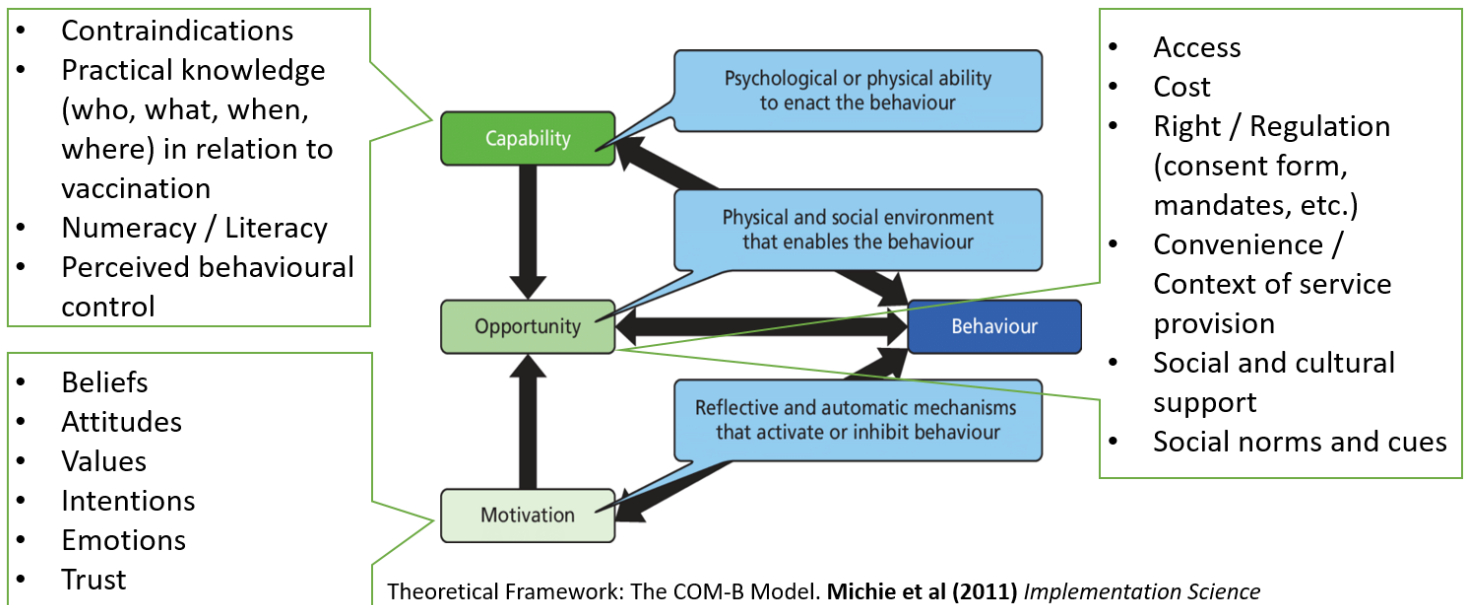 • Contraindications
• Practical knowledge
(who, what, when,
where) in relation to
vaccination
• Numeracy / Literacy
• Perceived behavioural
control
• Beliefs
• Attitudes
• Values
• Intentions
• Emotions
• Trust
Psychological or physical ability
to enact the behaviour
Capability
Physical and social environment
that enables the behaviour
Opportunity
Behaviour
Reflective and automatic mechanisms
that activate or inhibit behaviour
Motivation
• Access
• Cost
• Right / Regulation
(consent form,
mandates, etc.)
• Convenience /
Context of service
provision
• Social and cultural
support
• Social norms and cues
Theoretical Framework: The COM-B Model. Michie et al (2011) Implementation Science